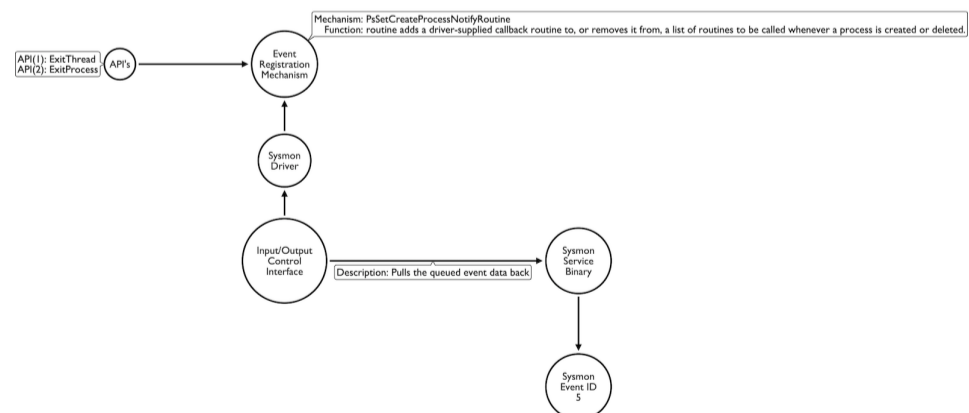 Mechanism: PsSetCreateProcessNotifyRoutine
Function: routine adds a driver-supplied callback routine to, or removes it from, a list of routines to be called whenever a process is created or deleted.
API(1): ExitThread
API(2): ExitProcess
API's
Event
Registration
Mechanism
Sysmon
Driver
Input/Output
Control
Interface
Description: Pulls the queued event data back
Sysmon
Service
Binary
Sysmon
Event ID
5